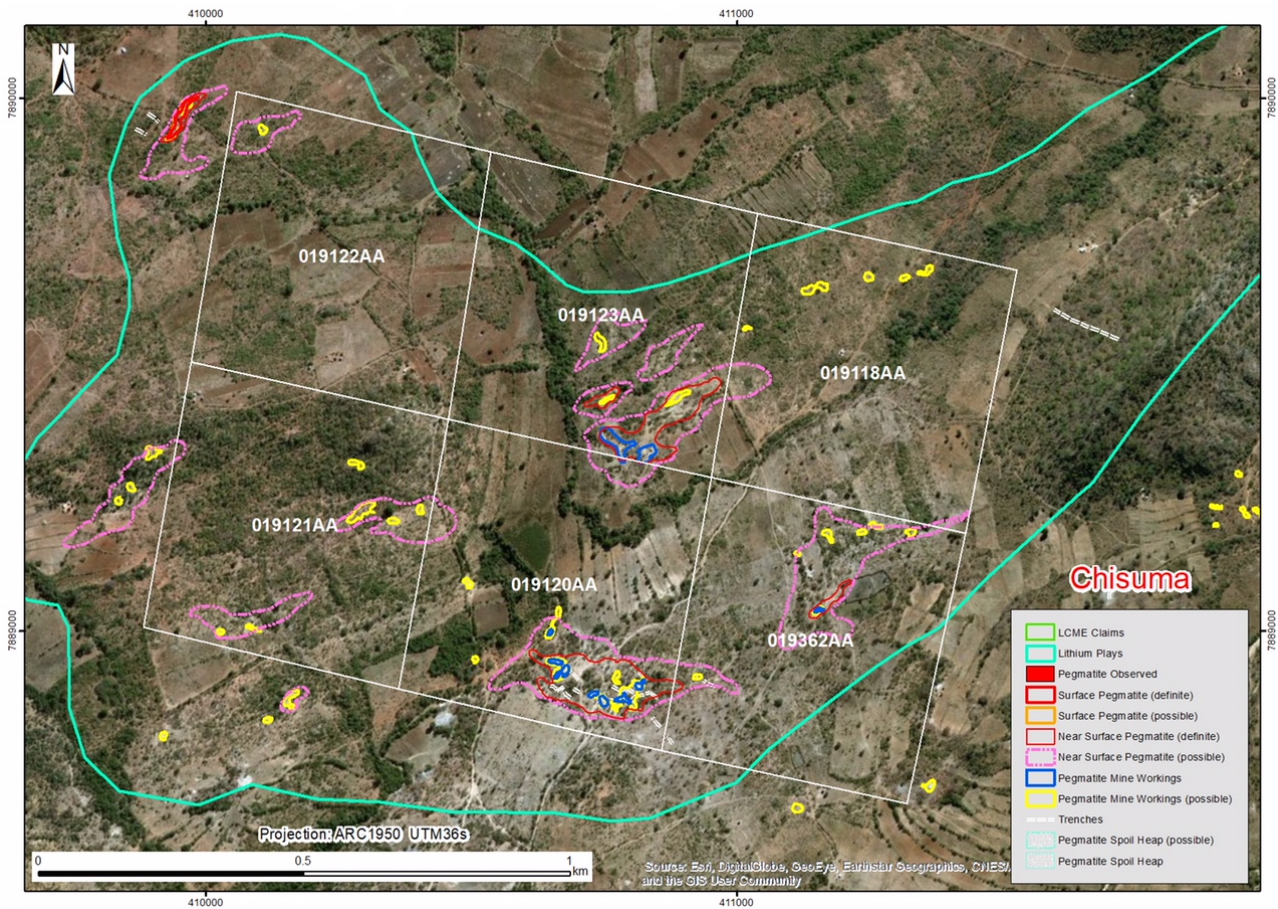 410000
411000
N
7890000
7890000
019122AA
019123AA
019118AA
019121AA
019120AA
Chisuma
7889000
7889000
019362AA
LCME Claims
Lithium Plays
Pegmatite Observed
Surface Pegmatite (definite)
Surface Pegmatite (possible)
Near Surface Pegmatite (definite)
Near Surface Pegmatite (possible)
Pegmatite Mine Workings
Pegmatite Mine Workings (possible)
Trenches
Pegmatite Spoil Heap (possible)
Pegmatite Spoil Heap
Projection: ARC1950 UTM36s
0 0.5 1
km
Source: Esri, DigitalGlobe, GeoEye, Earthstar Geographics, CNES/
and the GIS User Community
410000
411000